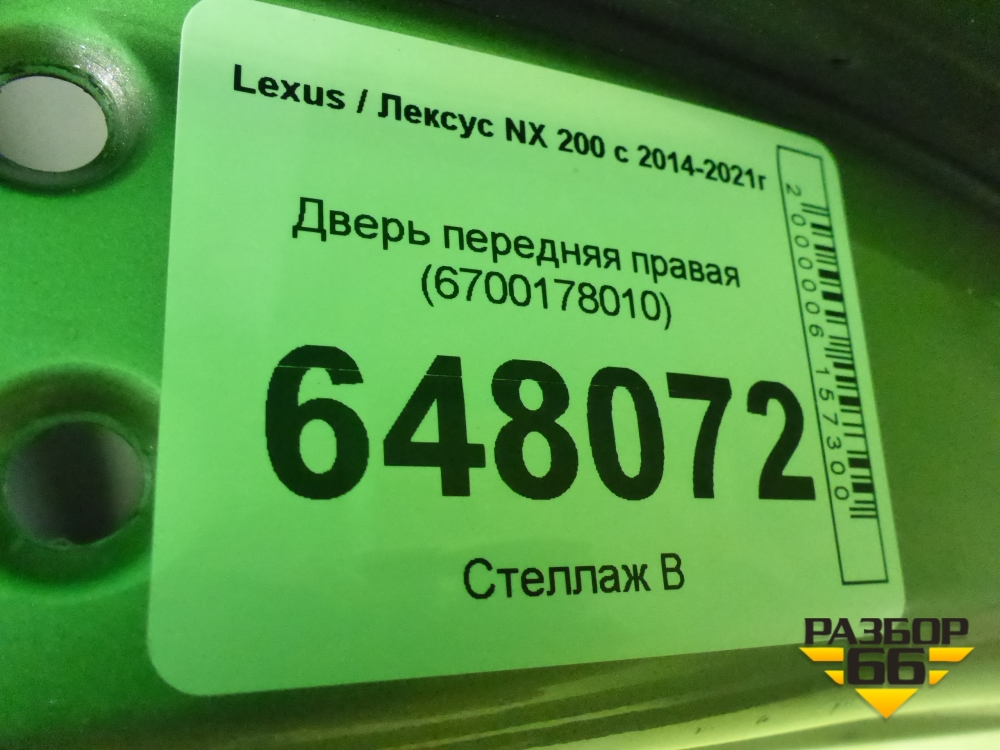 Lexus / Лексус NX 200 с 2014-2021г
Дверь передняя правая
(6700178010)
648072
Стеллаж В
2000006157300
РАЗБОР
66